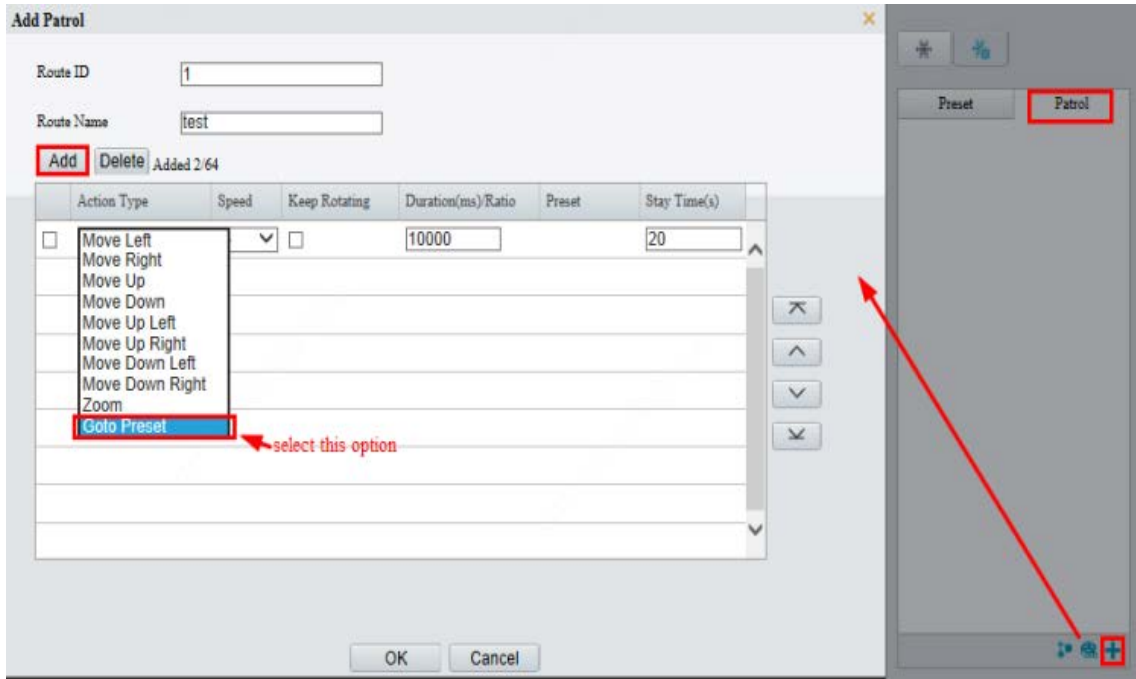 Add Patrol
Route ID 1
Route Name test
Add Delete Added 2/64
Action Type Speed Keep Rotating Duration(ms)/Ratio Preset Stay Time(s)
Move Left 10000 20
Move Right
Move Up
Move Down
Move Up Left
Move Up Right
Move Down Left
Move Down Right
Zoom
Goto Preset
select this option
OK Cancel
Preset Patrol